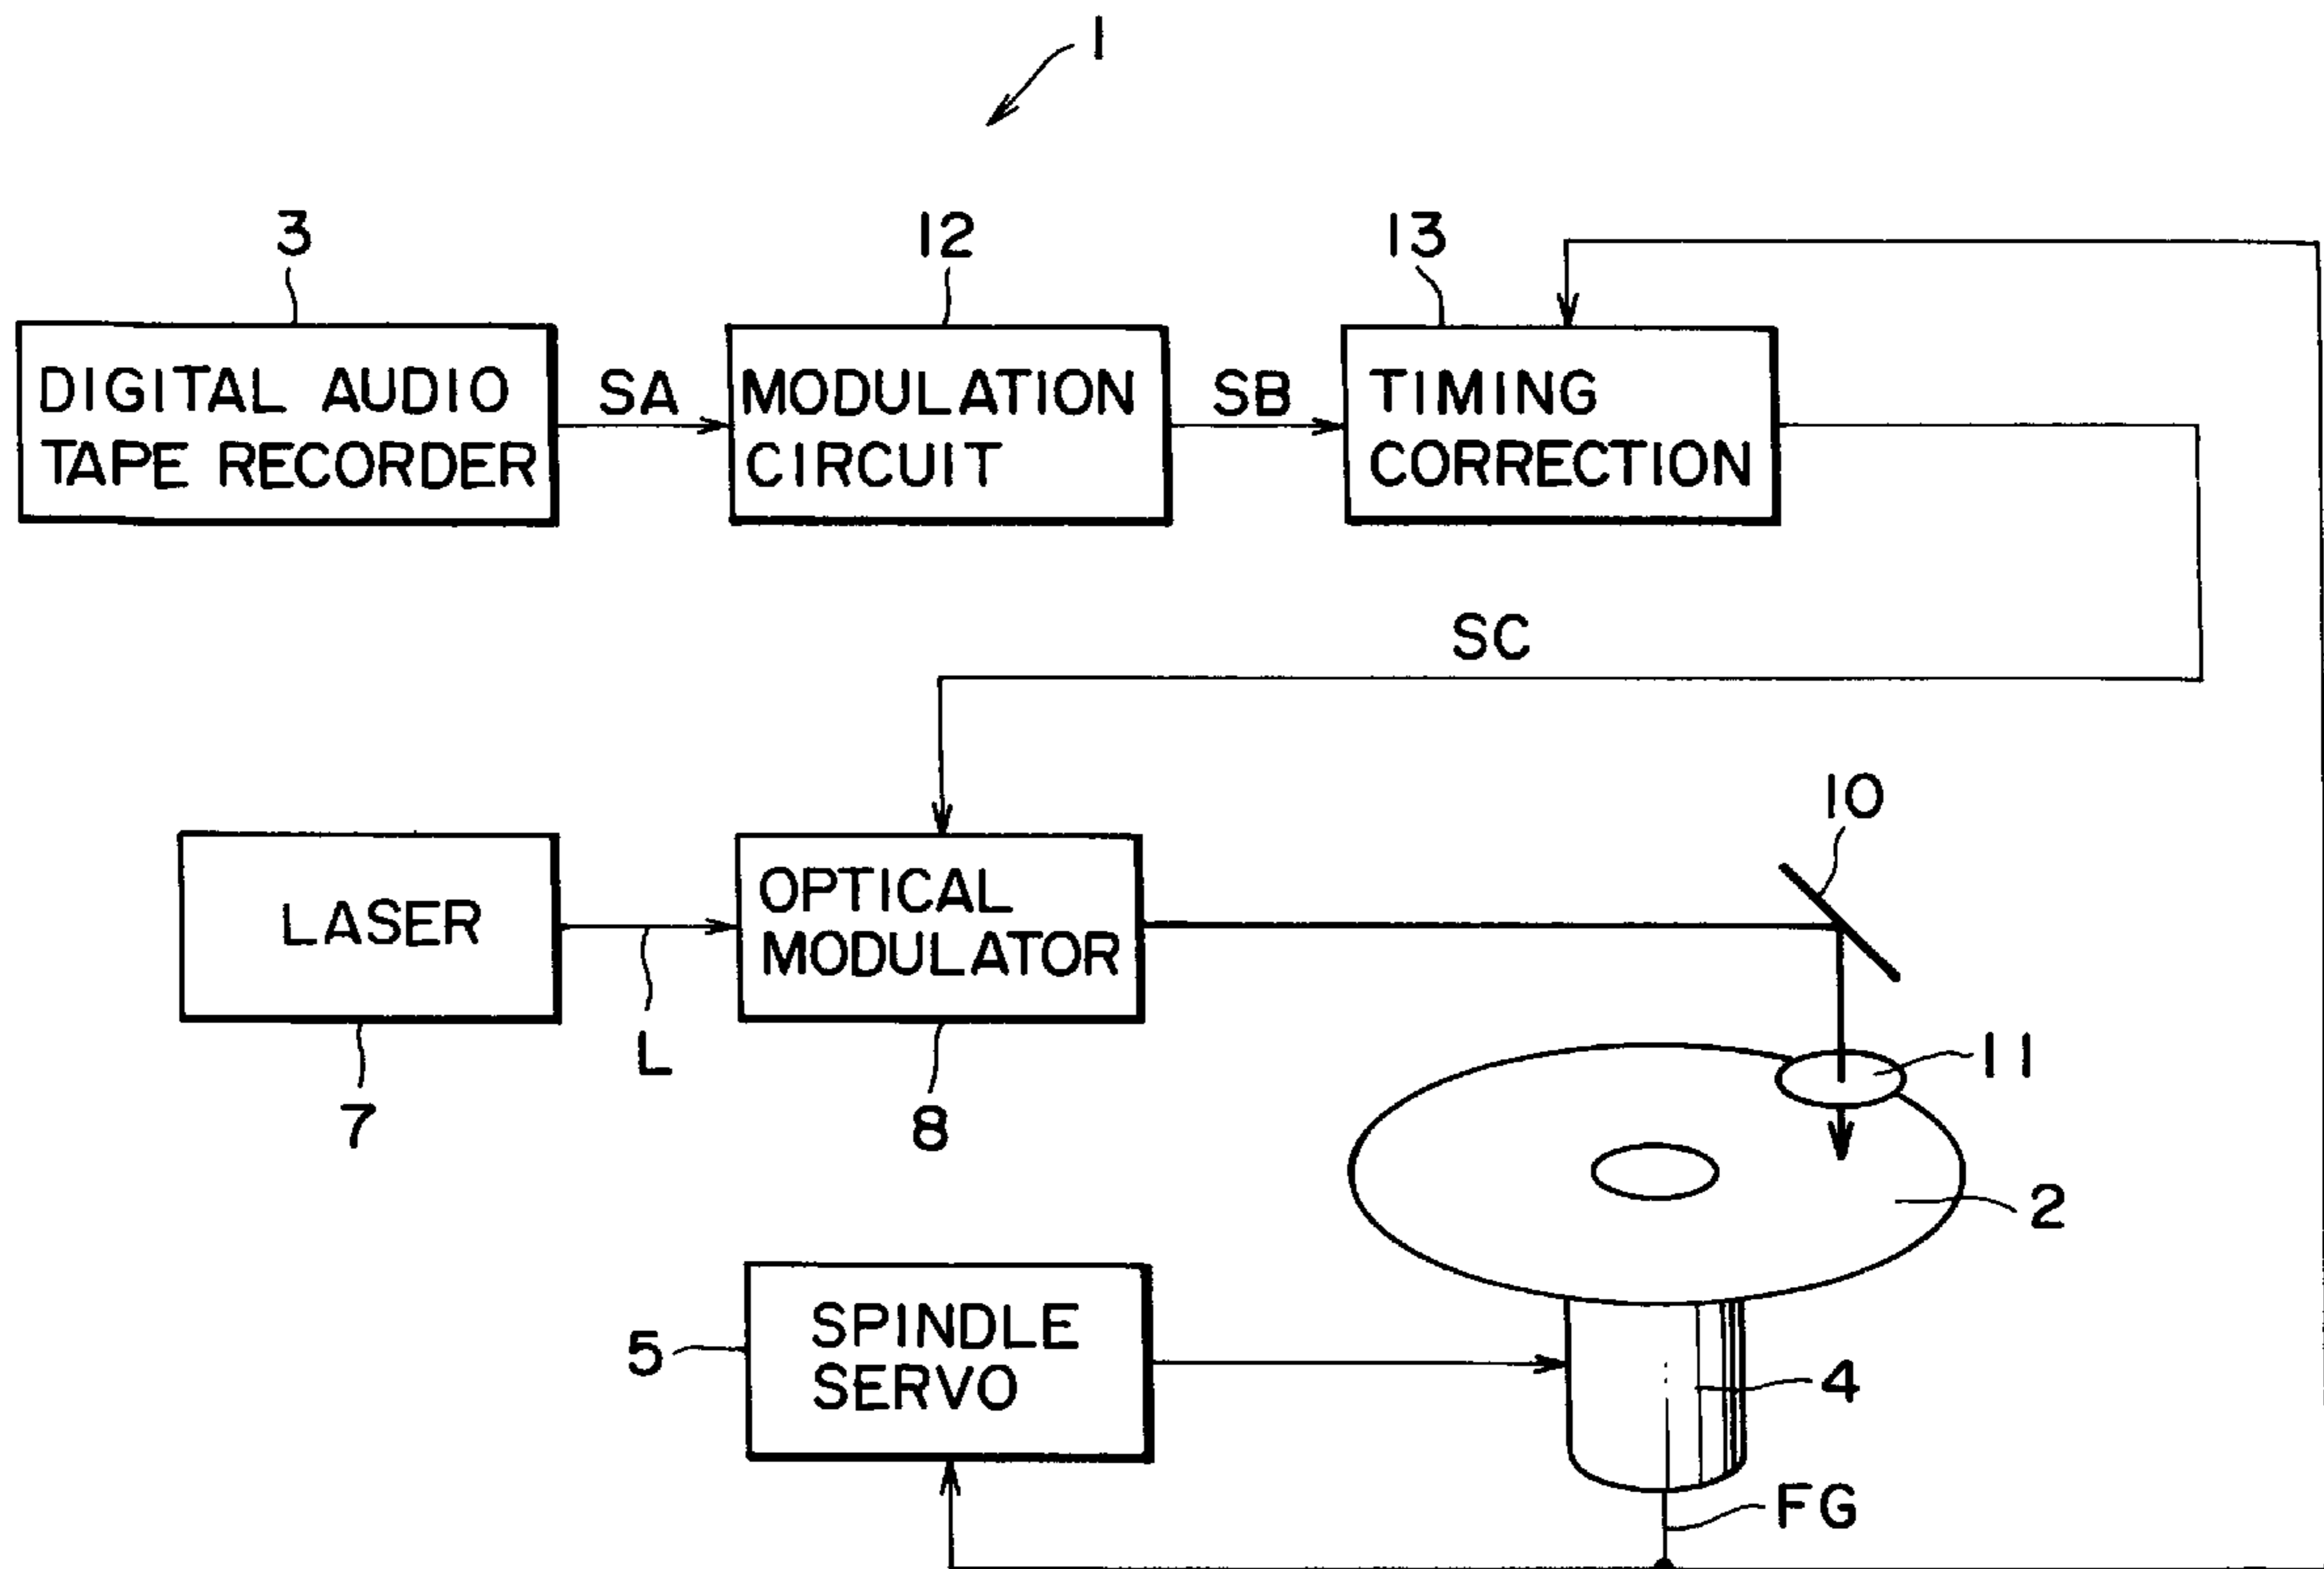 1
3
12
13
DIGITAL AUDIO
TAPE RECORDER
SA
MODULATION
CIRCUIT
SB
TIMING
CORRECTION
SC
10
LASER
OPTICAL
MODULATOR
L
7
8
11
2
5
SPINDLE
SERVO
4
FG